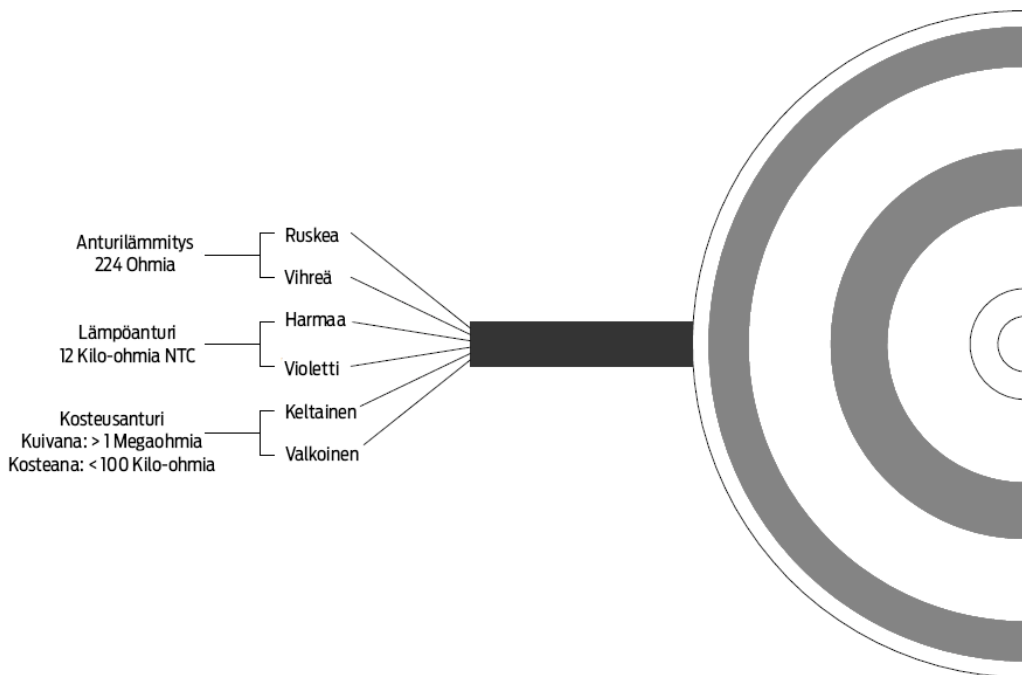 Anturilämmitys
224 Ohmia
Ruskea
Vihreä
Lämpöanturi
12 Kilo-ohmia NTC
Harmaa
Violetti
Kosteusanturi
Kuivana: > 1 Megaohmia
Kosteana: < 100 Kilo-ohmia
Keltainen
Valkoinen